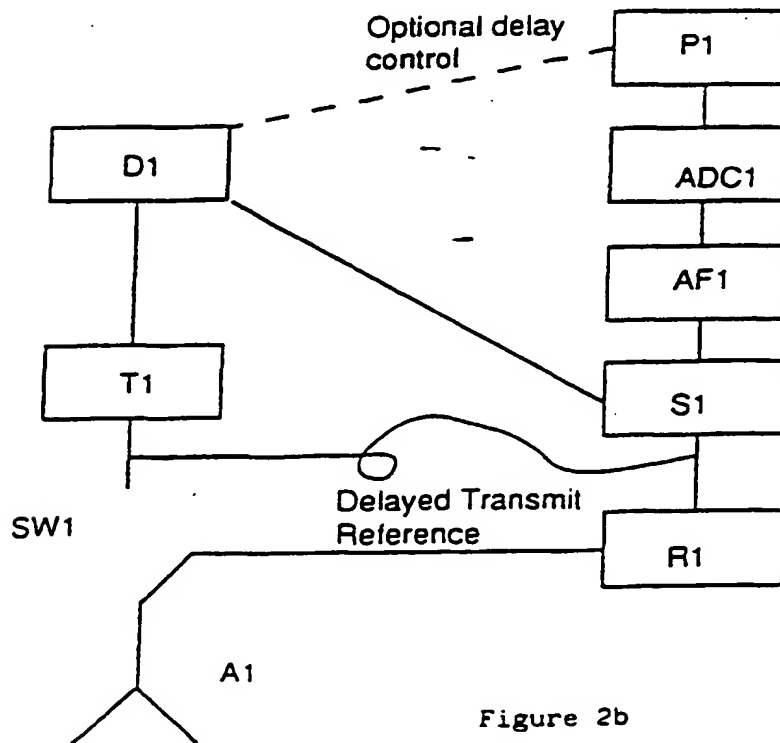 Optional delay
control
P1
D1
ADC1
AF1
T1
S1
Delayed Transmit
Reference
SW1
R1
A1
Figure 2b